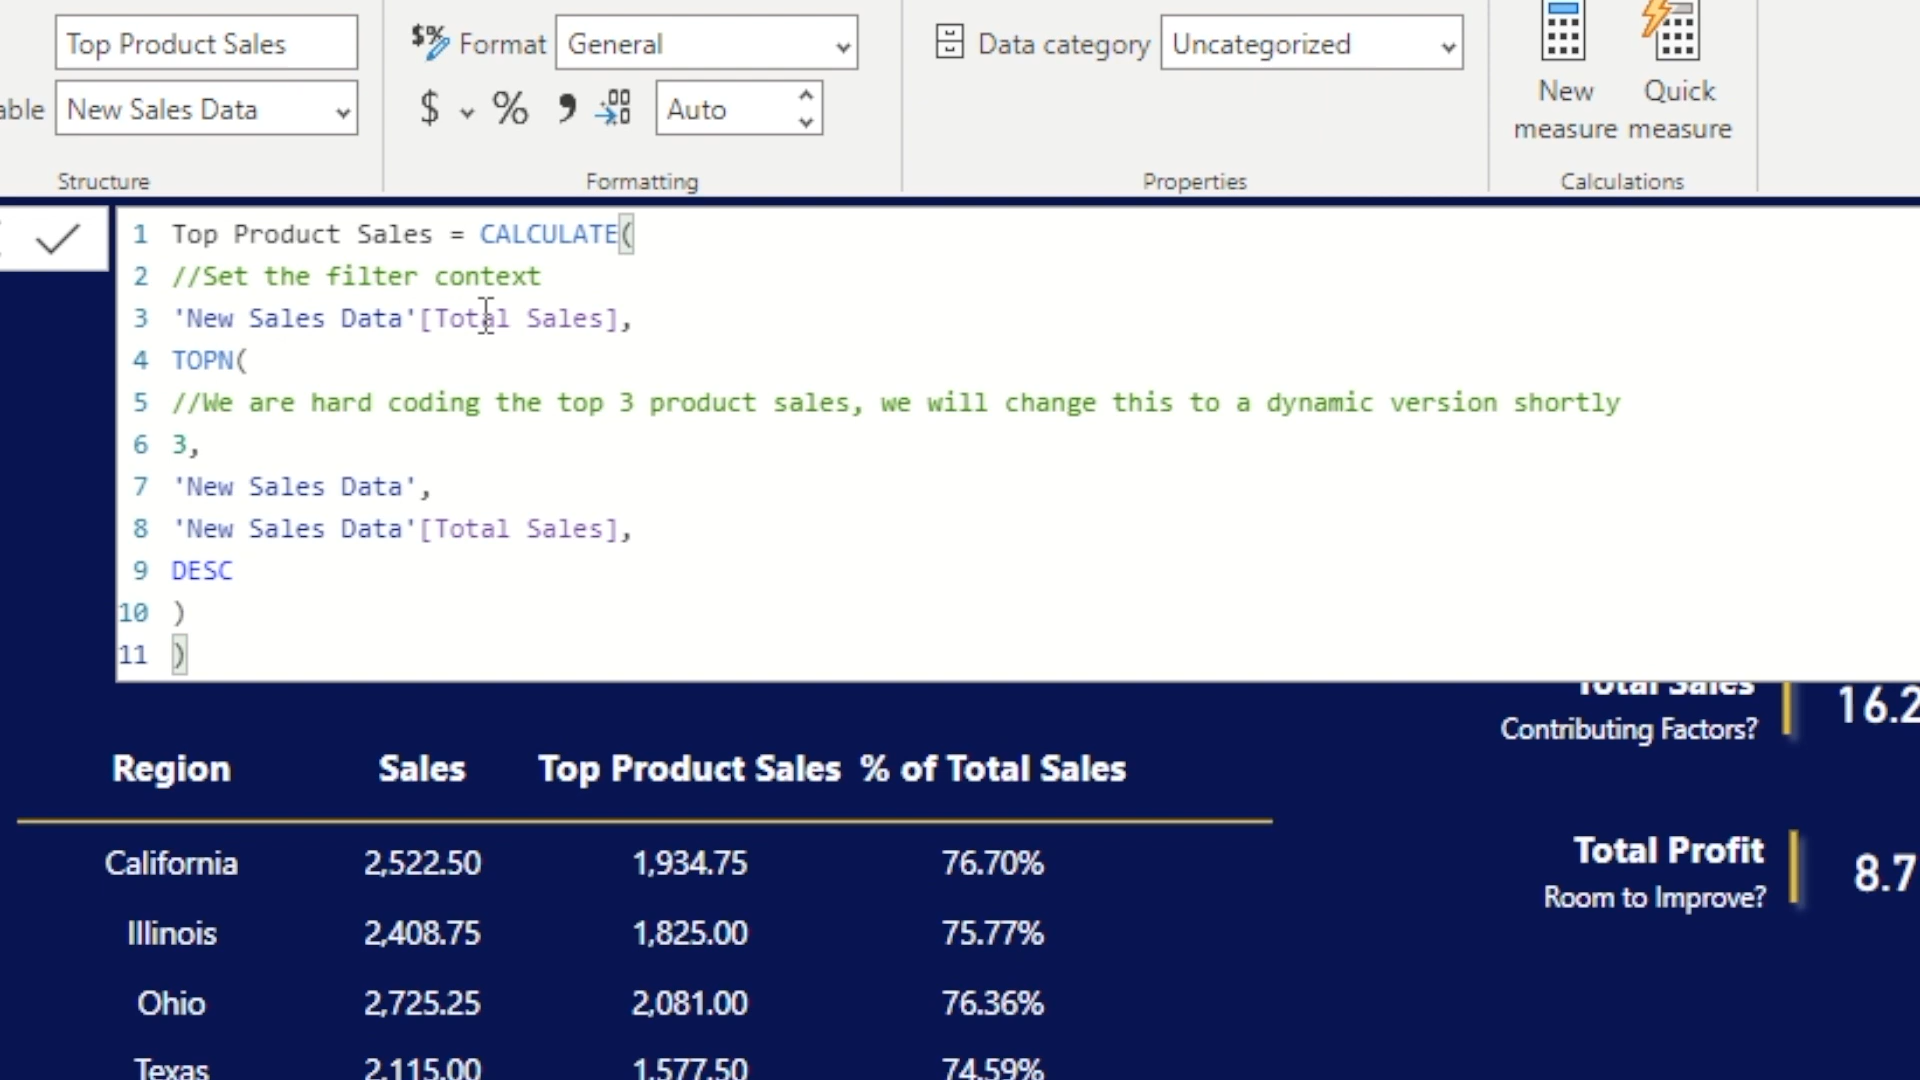 Top Product Sales
Format
General
Data category
Uncategorized
able
New Sales Data
$ % , Auto
New measure
Quick measure
Structure
Formatting
Properties
Calculations
1 Top Product Sales = CALCULATE(
2 //Set the filter context
3 'New Sales Data'[Total Sales],
4 TOPN(
5 //We are hard coding the top 3 product sales, we will change this to a dynamic version shortly
6 3,
7 'New Sales Data',
8 'New Sales Data'[Total Sales],
9 DESC
10 )
11 )
Total Sales
Contributing Factors?
16.2
Region Sales Top Product Sales % of Total Sales
California 2,522.50 1,934.75 76.70%
Illinois 2,408.75 1,825.00 75.77%
Ohio 2,725.25 2,081.00 76.36%
Texas 2,115.00 1,577.50 74.59%
Total Profit
Room to Improve?
8.7